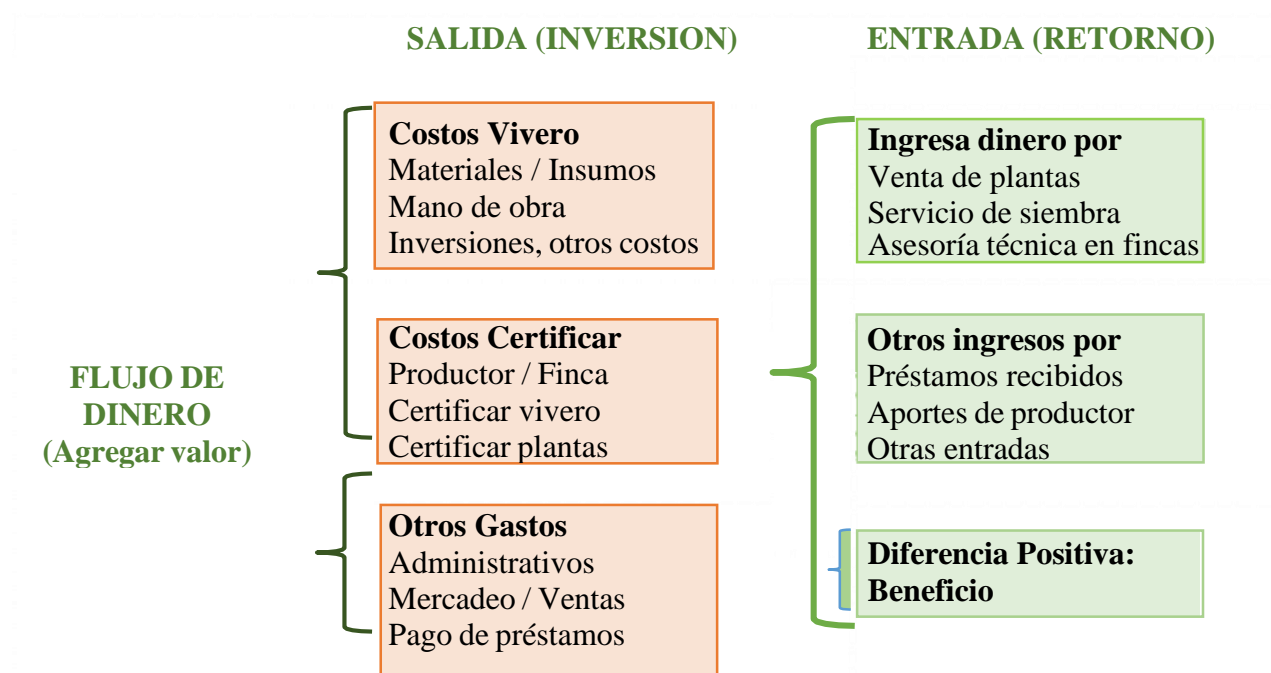 SALIDA (INVERSION)
ENTRADA (RETORNO)
FLUJO DE
DINERO
(Agregar valor)
Costos Vivero
Materiales / Insumos
Mano de obra
Inversiones, otros costos
Costos Certificar
Productor / Finca
Certificar vivero
Certificar plantas
Otros Gastos
Administrativos
Mercadeo / Ventas
Pago de préstamos
Ingresa dinero por
Venta de plantas
Servicio de siembra
Asesoría técnica en fincas
Otros ingresos por
Préstamos recibidos
Aportes de productor
Otras entradas
Diferencia Positiva:
Beneficio